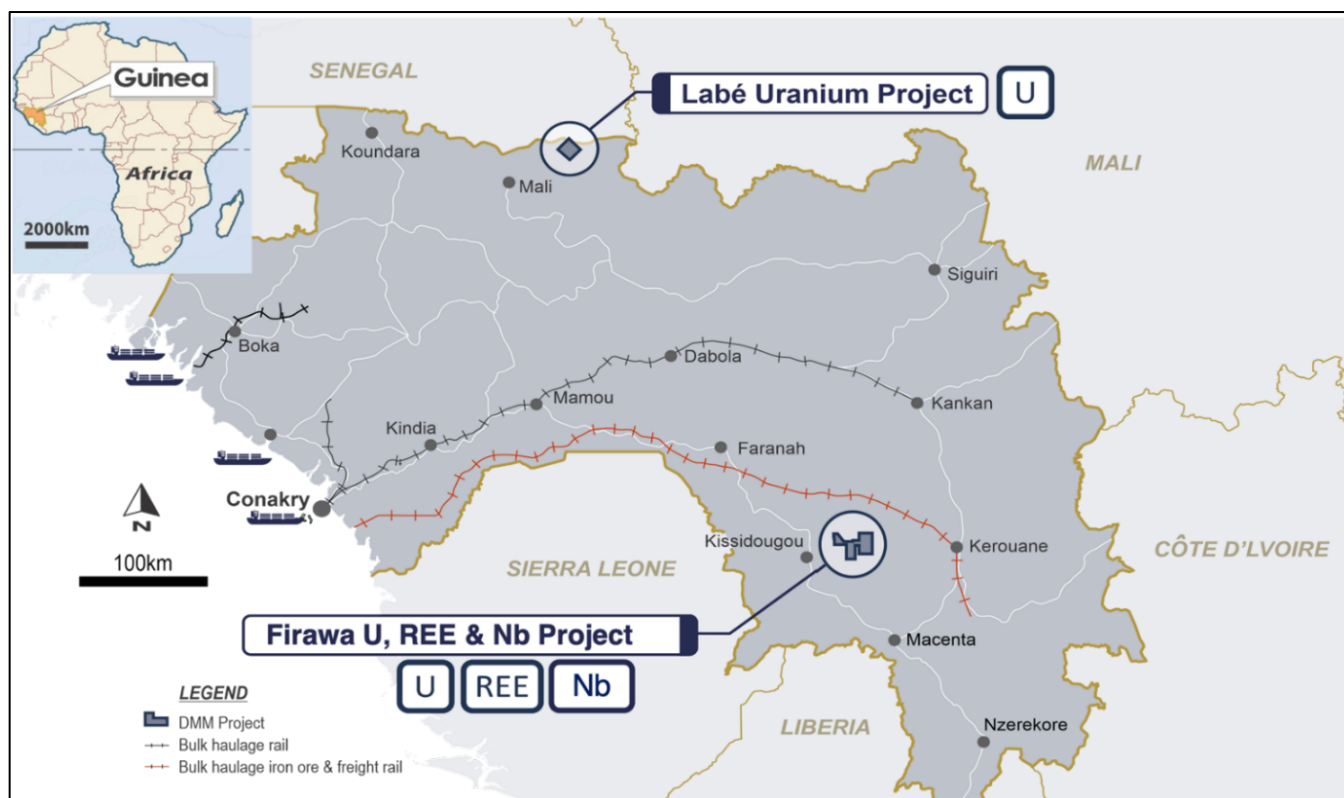 Guinea
Africa
2000km
SENEGAL
Labé Uranium Project
U
Koundara
Mali
MALI
Siguiri
Boka
Dabola
Mamou
Kankan
Kindia
Faranah
Conakry
N
100km
Kissidougou
Kerouane
SIERRA LEONE
CÔTE D'LVOIRE
Firawa U, REE & Nb Project
Macenta
U
REE
Nb
LEGEND
DMM Project
LIBERIA
Nzerekore
Bulk haulage rail
Bulk haulage iron ore & freight rail